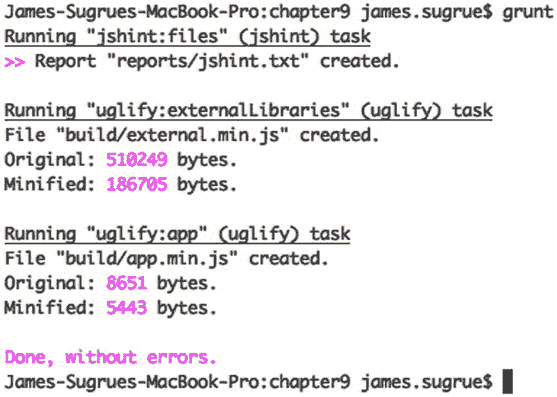 James-Sugrues-MacBook-Pro:chapter9 james.sugrue$ grunt
Running "jshint:files" (jshint) task
>> Report "reports/jshint.txt" created.
Running "uglify:externalLibraries" (uglify) task
File "build/external.min.js" created.
Original: 510249 bytes.
Minified: 186705 bytes.
Running "uglify:app" (uglify) task
File "build/app.min.js" created.
Original: 8651 bytes.
Minified: 5443 bytes.
Done, without errors.
James-Sugrues-MacBook-Pro:chapter9 james.sugrue$